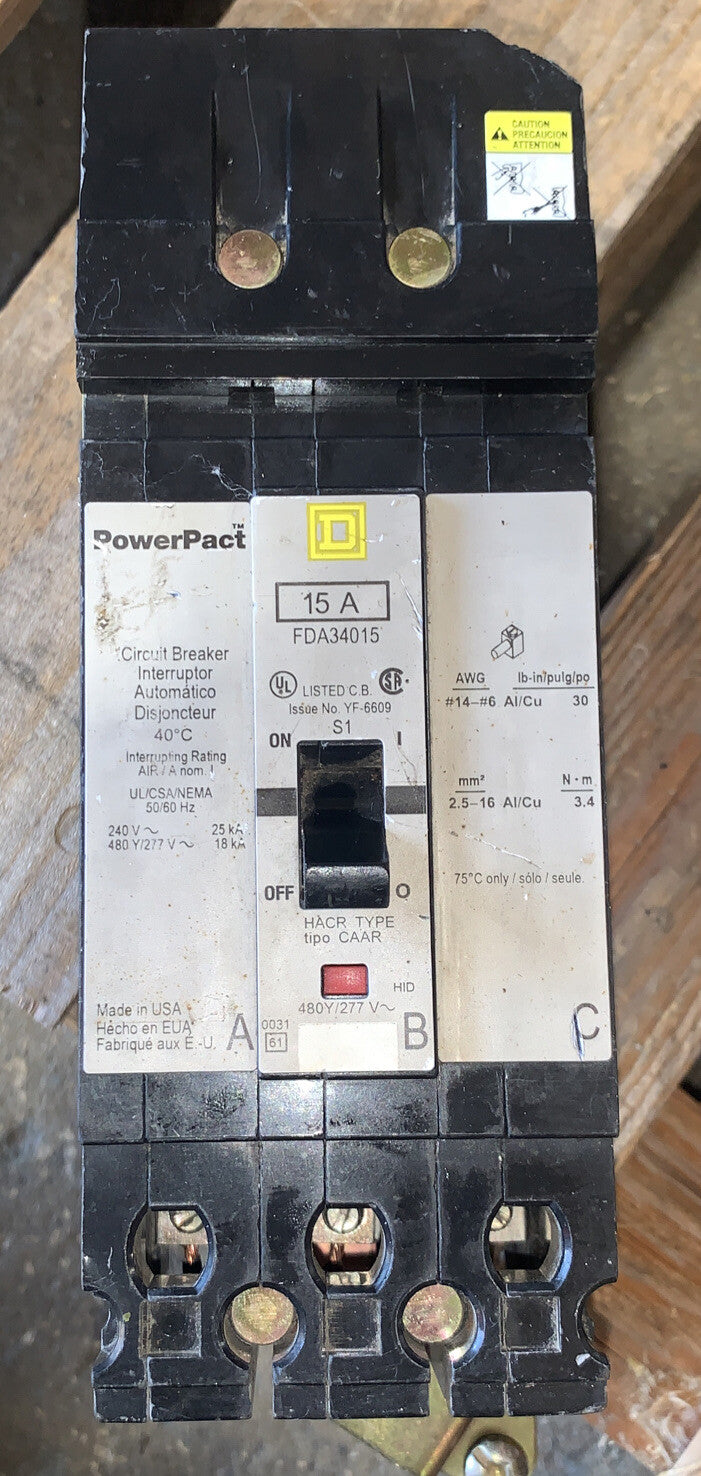 CAUTION
PRECAUCION
ATTENTION
PowerPact™
Circuit Breaker
Interruptor
Automático
Disjoncteur
40°C
Interrupting Rating
AIR / A nom. I
UL/CSA/NEMA
50/60 Hz
240 V ~ 25 kA
480 Y/277 V ~ 18 kA
Made in USA
Hecho en EUA
Fabriqué aux É.-U.
A
D
15 A
FDA34015
UL LISTED C.B. SA
Issue No. YF-6609
S1
ON I
OFF O
HACR TYPE
tipo CAAR
HID
480Y/277 V~
0031
61
B
AWG lb-in/pulg/po
#14–#6 Al/Cu 30
mm² N·m
2.5–16 Al/Cu 3.4
75°C only / sólo / seule.
C